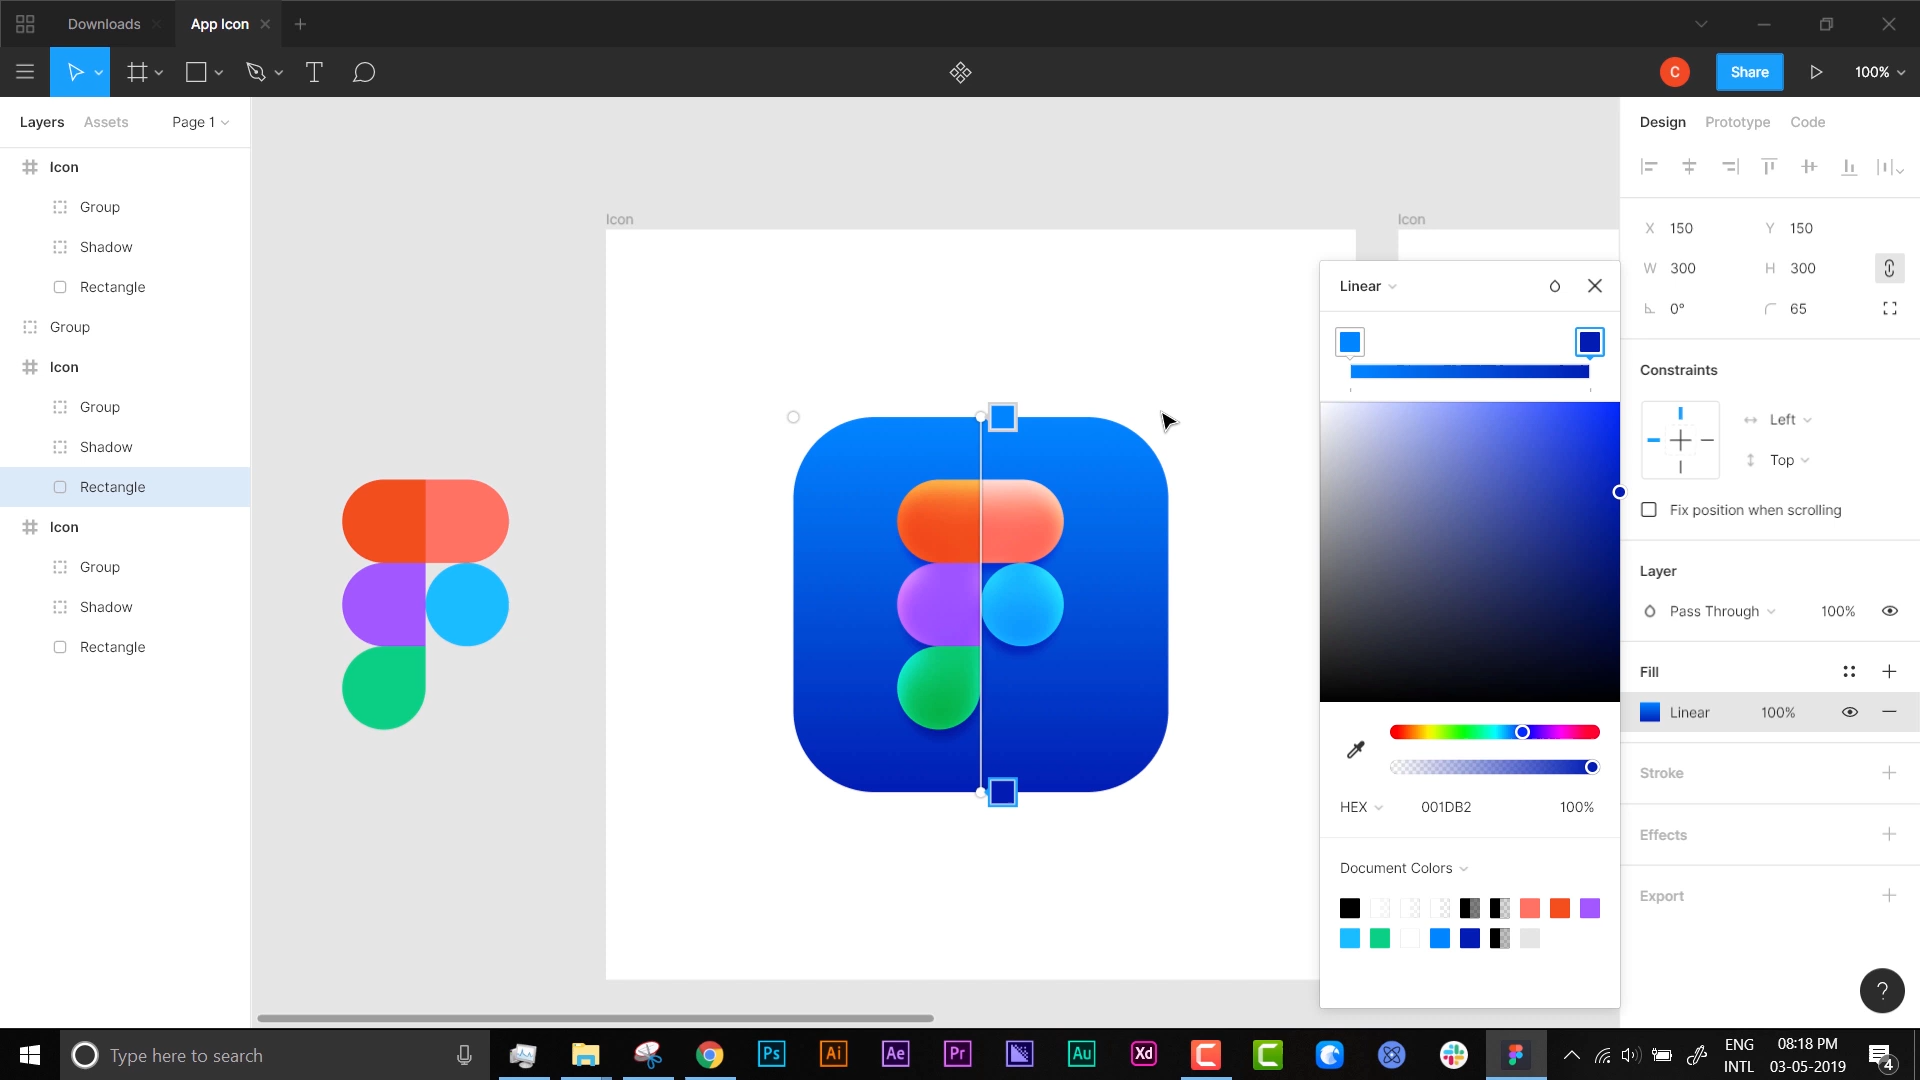 Downloads
App Icon
C
Share
100%
Layers
Assets
Page 1
Design
Prototype
Code
Icon
Group
Shadow
Rectangle
Group
Icon
Group
Shadow
Rectangle
Icon
Group
Shadow
Rectangle
Icon
Icon
Linear
HEX
001DB2
100%
Document Colors
X 150
Y 150
W 300
H 300
0°
65
Constraints
Left
Top
Fix position when scrolling
Layer
Pass Through
100%
Fill
Linear
100%
Stroke
Effects
Export
?
Type here to search
Ps
Ai
Ae
Pr
Au
Xd
ENG
INTL
08:18 PM
03-05-2019
4